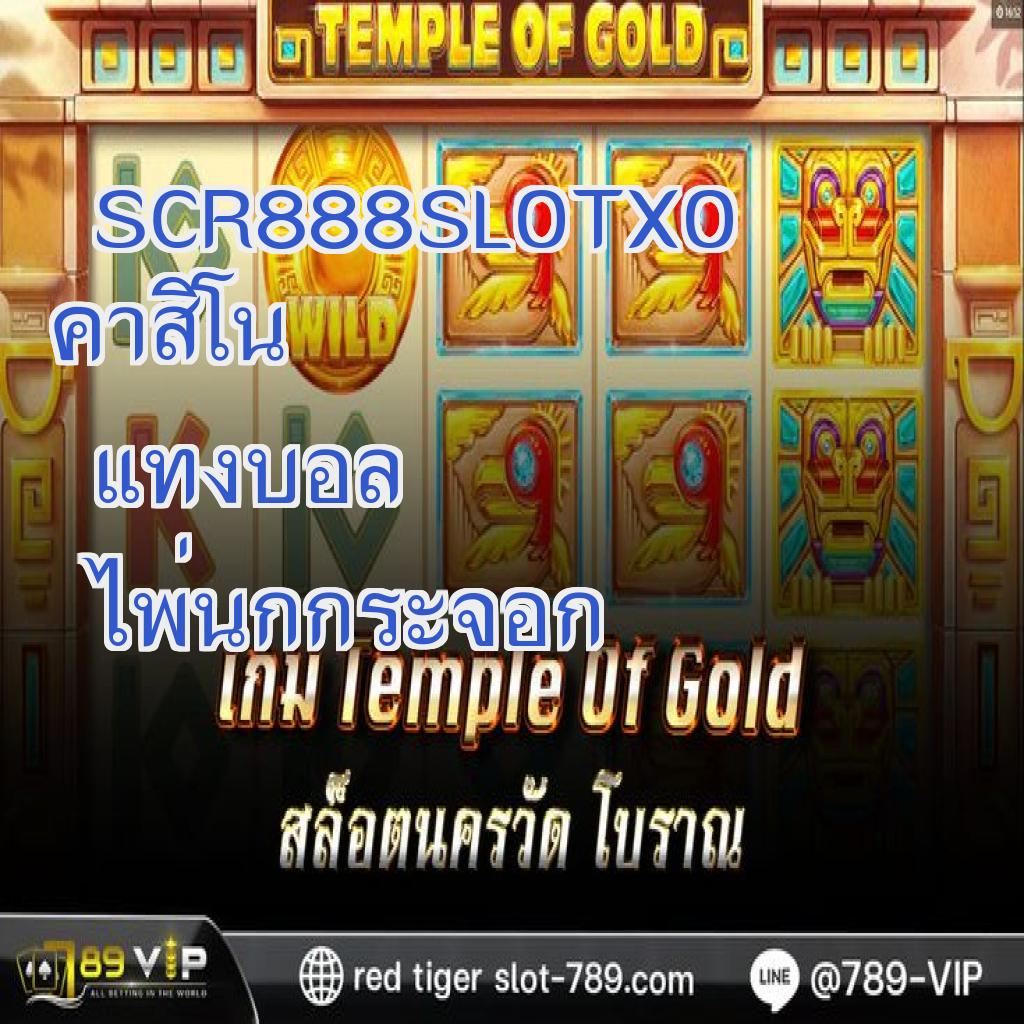 TEMPLE OF GOLD
SCR888SLOTXO
WILD
คาสิโน
K
แทงบอล
ไพ่นกกระจอก
เกม Temple Of Gold
สล็อตนครวัด โบราณ
789 VIP
ALL BETTING IN THE WORLD
red tiger slot-789.com
LINE @789-VIP